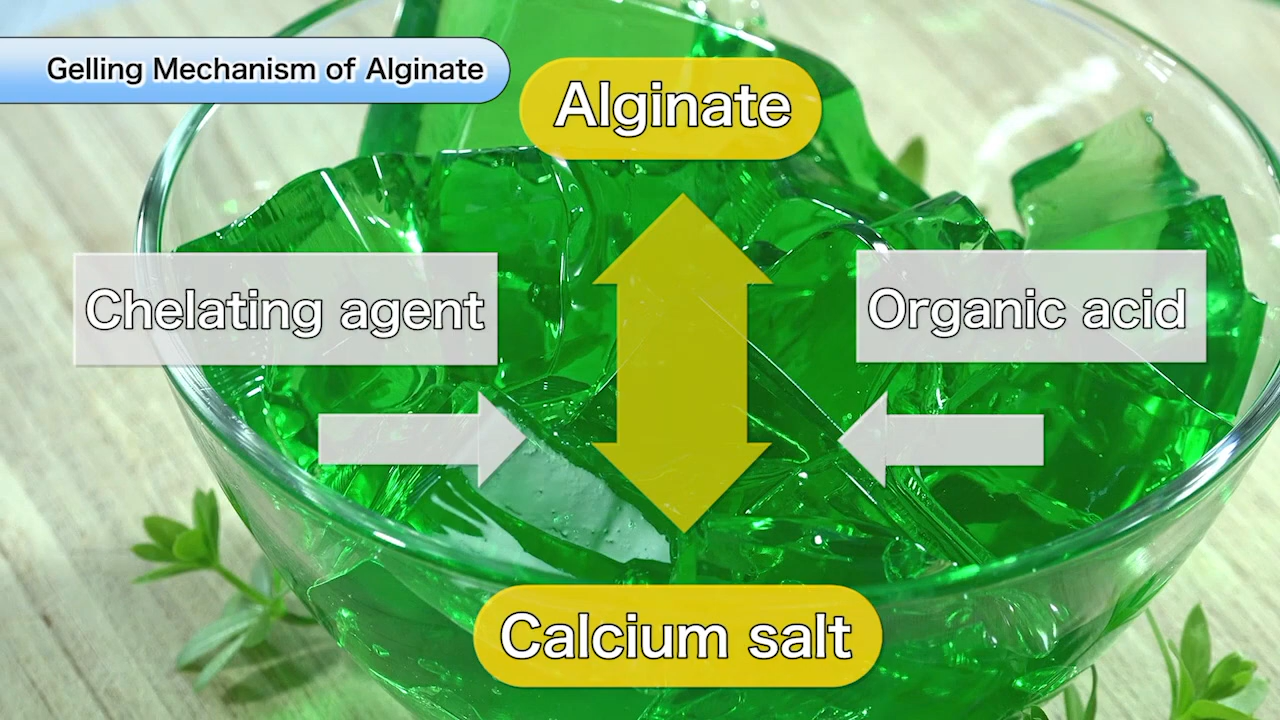 Gelling Mechanism of Alginate
Alginate
Chelating agent
Organic acid
Calcium salt